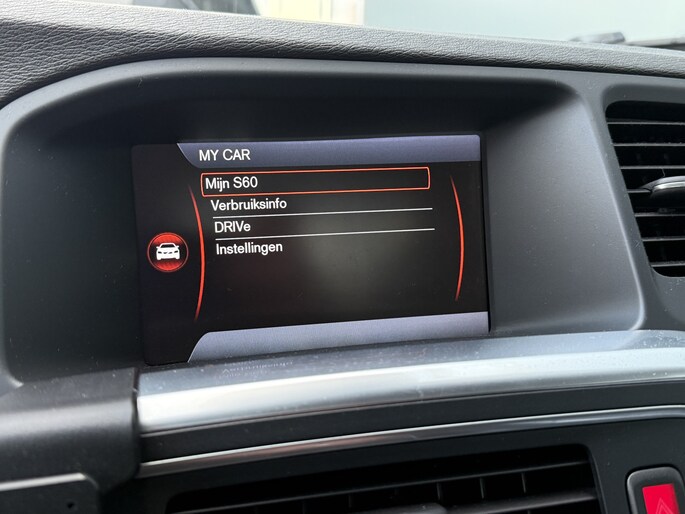 MY CAR
Mijn S60
Verbruiksinfo
DRIVe
Instellingen